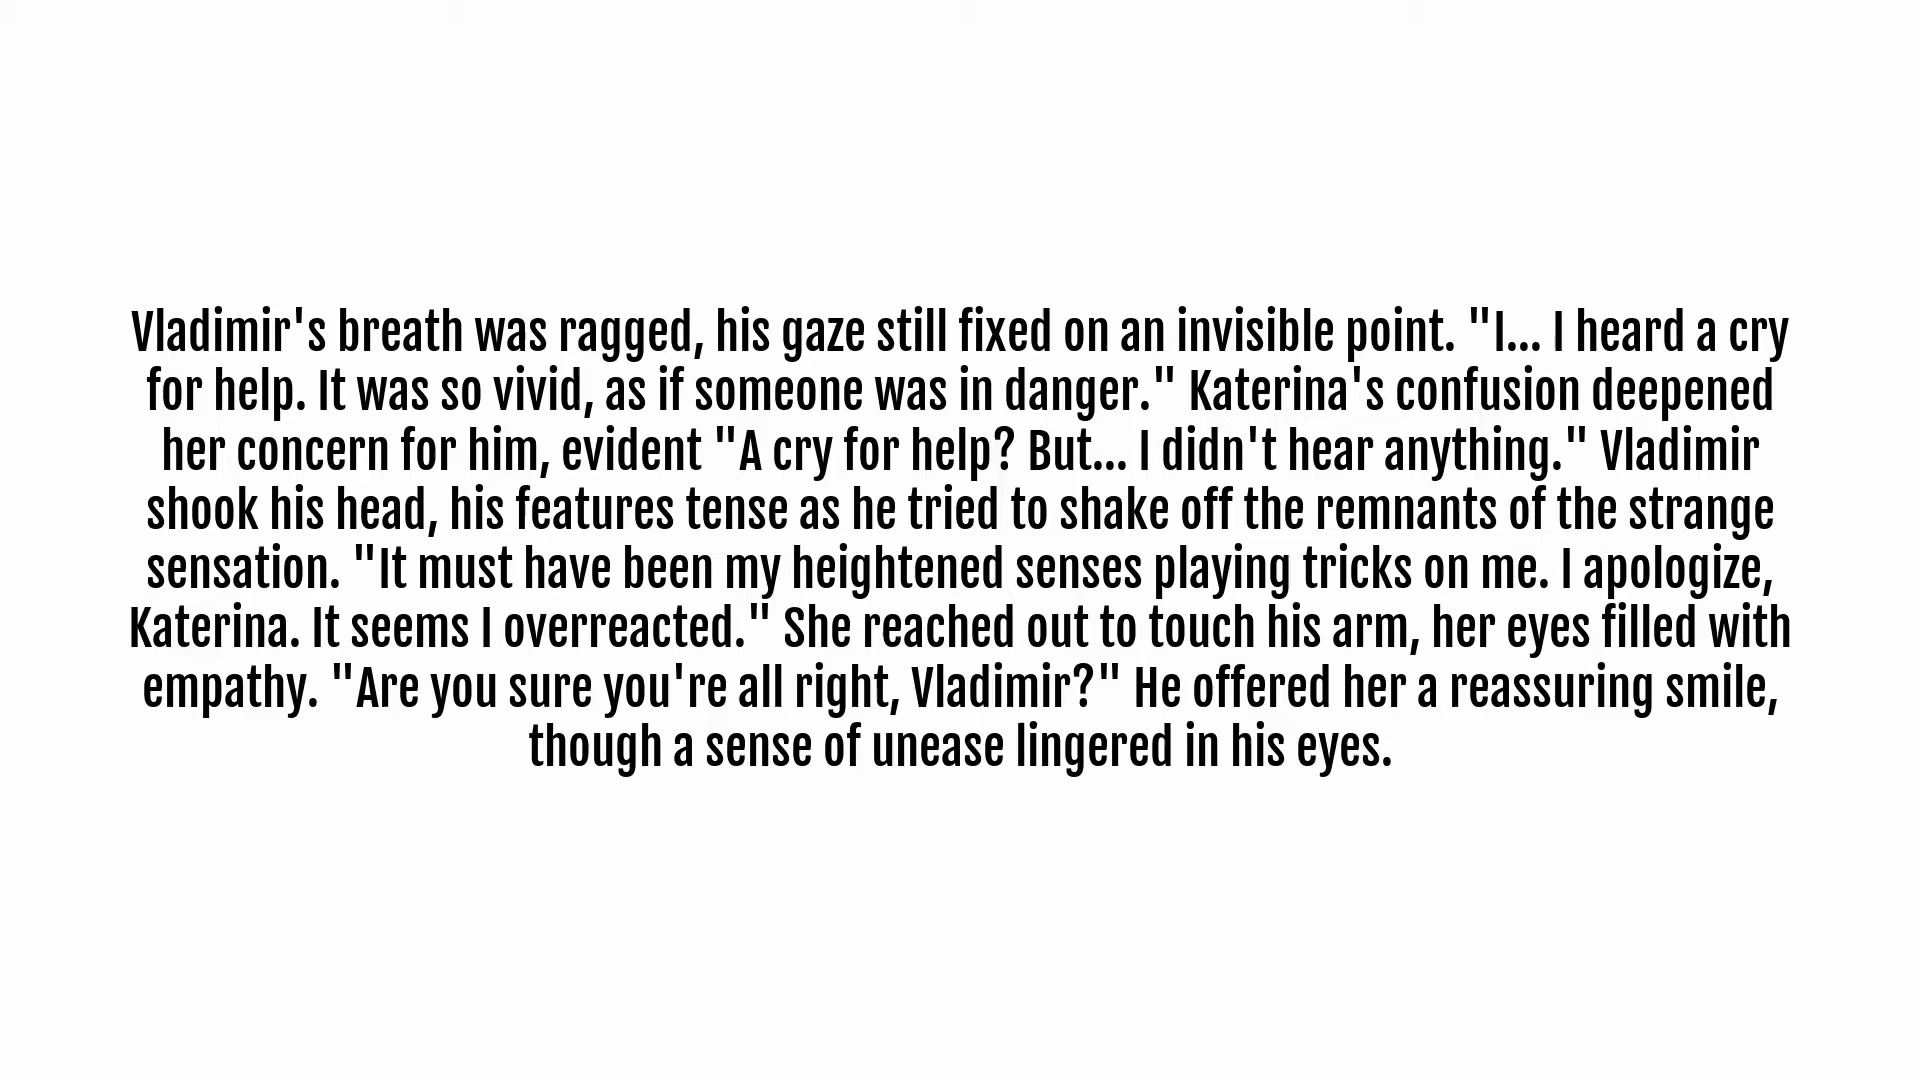 Vladimir's breath was ragged, his gaze still fixed on an invisible point. "I... I heard a cry
for help. It was so vivid, as if someone was in danger." Katerina's confusion deepened
her concern for him, evident "A cry for help? But... I didn't hear anything." Vladimir
shook his head, his features tense as he tried to shake off the remnants of the strange
sensation. "It must have been my heightened senses playing tricks on me. I apologize,
Katerina. It seems I overreacted." She reached out to touch his arm, her eyes filled with
empathy. "Are you sure you're all right, Vladimir?" He offered her a reassuring smile,
though a sense of unease lingered in his eyes.